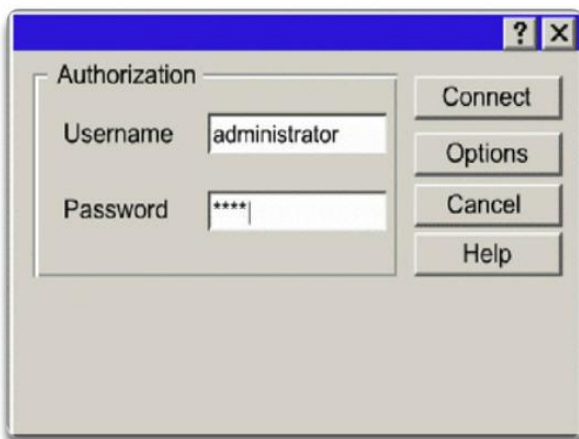 ?
Authorization
Username administrator
Password ****
Connect
Options
Cancel
Help